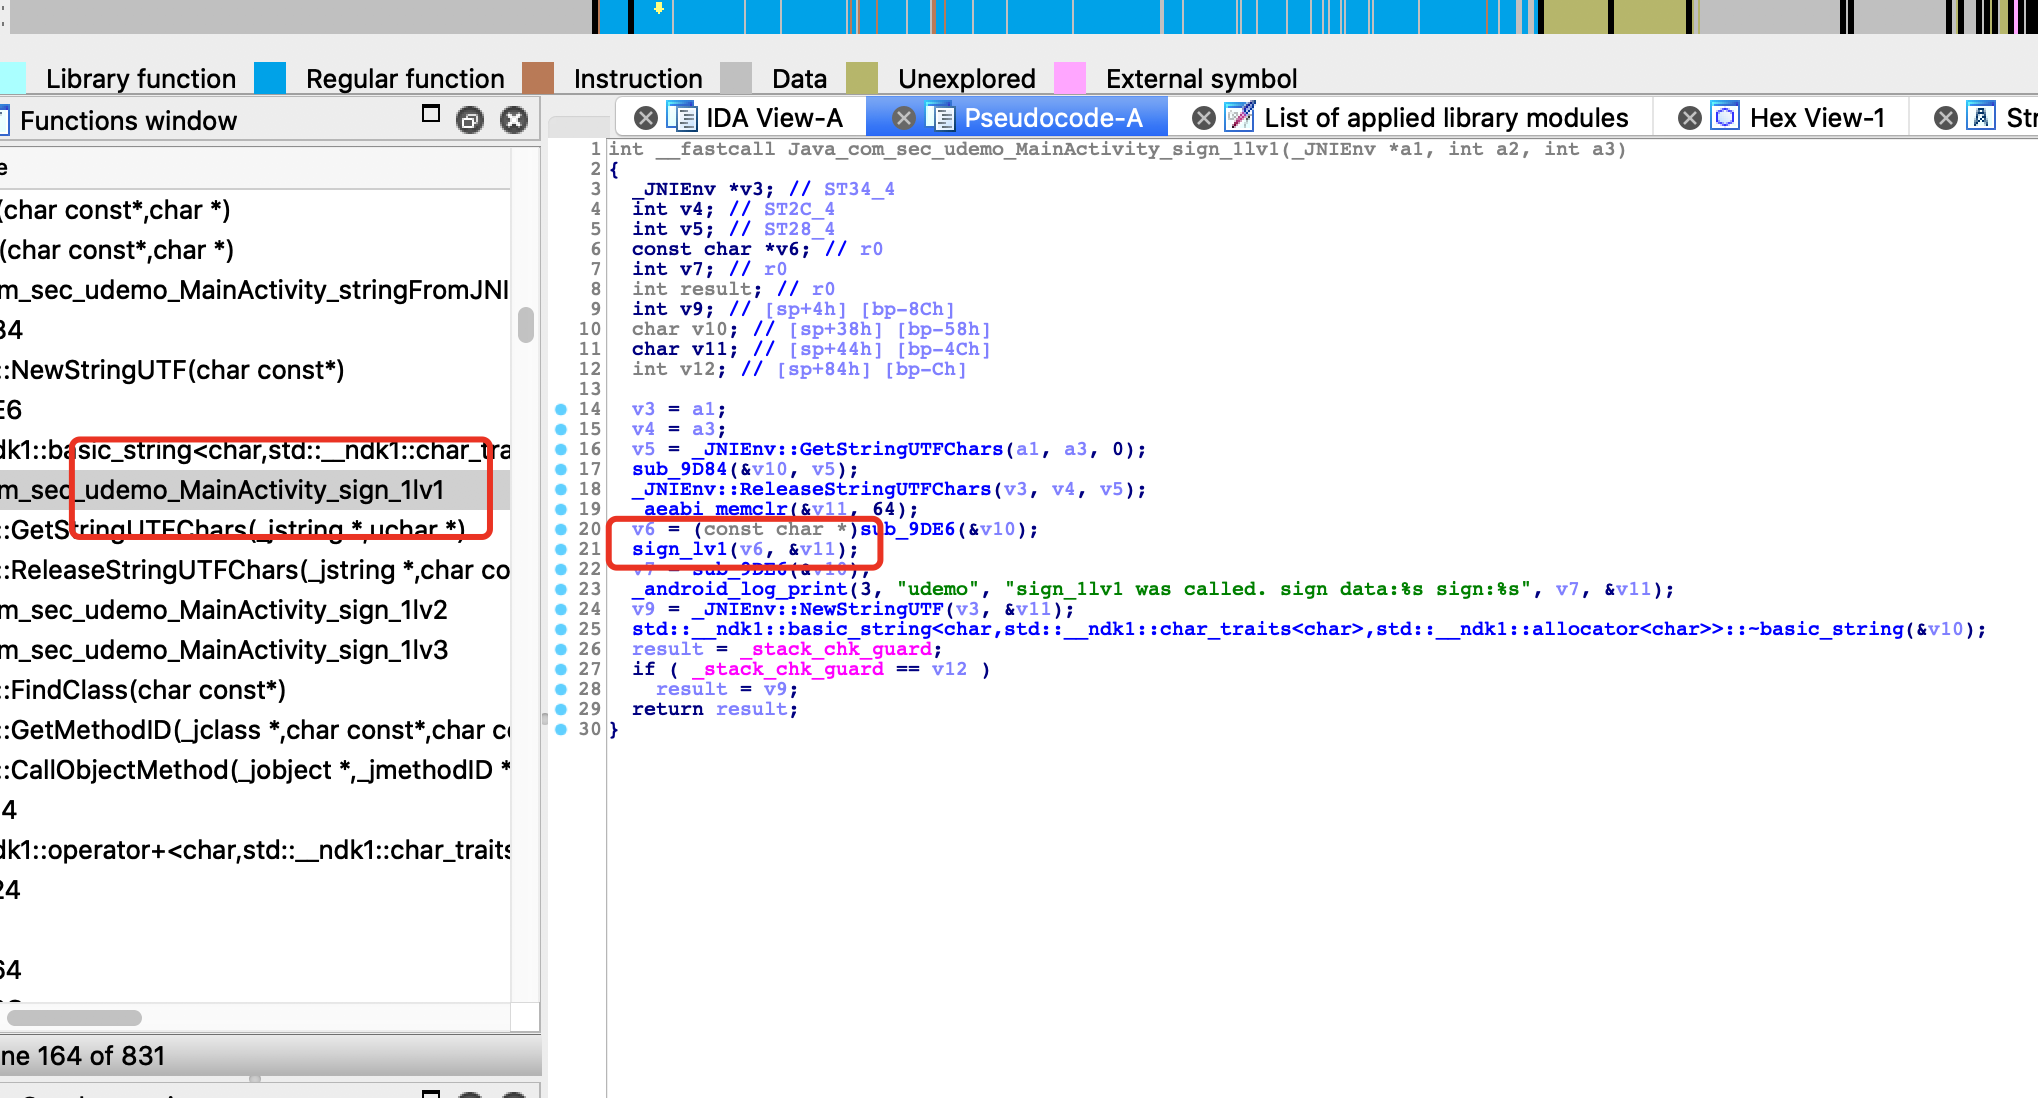 Library function Regular function Instruction Data Unexplored External symbol
Functions window
IDA View-A Pseudocode-A List of applied library modules Hex View-1 Str
e
(char const*,char *)
(char const*,char *)
m_sec_udemo_MainActivity_stringFromJNI
34
::NewStringUTF(char const*)
E6
dk1::basic_string<char,std::__ndk1::char_tra
m_sec_udemo_MainActivity_sign_1lv1
::GetStringUTFChars(_jstring *,uchar *)
::ReleaseStringUTFChars(_jstring *,char co
m_sec_udemo_MainActivity_sign_1lv2
m_sec_udemo_MainActivity_sign_1lv3
::FindClass(char const*)
::GetMethodID(_jclass *,char const*,char c
::CallObjectMethod(_jobject *,_jmethodID *
4
dk1::operator+<char,std::__ndk1::char_traits
24
64
ne 164 of 831
1 int __fastcall Java_com_sec_udemo_MainActivity_sign_1lv1(_JNIEnv *a1, int a2, int a3)
2 {
3 _JNIEnv *v3; // ST34_4
4 int v4; // ST2C_4
5 int v5; // ST28_4
6 const char *v6; // r0
7 int v7; // r0
8 int result; // r0
9 int v9; // [sp+4h] [bp-8Ch]
10 char v10; // [sp+38h] [bp-58h]
11 char v11; // [sp+44h] [bp-4Ch]
12 int v12; // [sp+84h] [bp-Ch]
13
14 v3 = a1;
15 v4 = a3;
16 v5 = _JNIEnv::GetStringUTFChars(a1, a3, 0);
17 sub_9D84(&v10, v5);
18 _JNIEnv::ReleaseStringUTFChars(v3, v4, v5);
19 _aeabi_memclr(&v11, 64);
20 v6 = (const char *)sub_9DE6(&v10);
21 sign_lv1(v6, &v11);
22 v7 = sub_9DE6(&v10);
23 _android_log_print(3, "udemo", "sign_1lv1 was called. sign data:%s sign:%s", v7, &v11);
24 v9 = _JNIEnv::NewStringUTF(v3, &v11);
25 std::__ndk1::basic_string<char,std::__ndk1::char_traits<char>,std::__ndk1::allocator<char>>::~basic_string(&v10);
26 result = _stack_chk_guard;
27 if ( _stack_chk_guard == v12 )
28 result = v9;
29 return result;
30 }